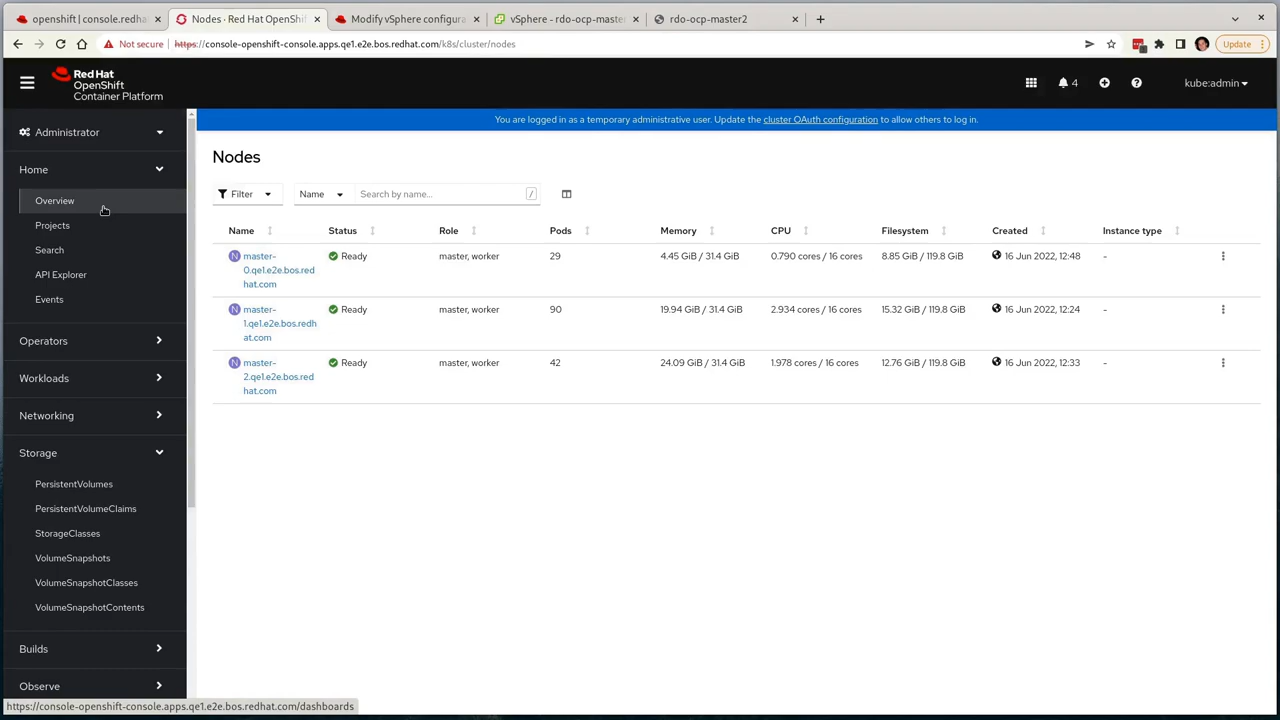 openshift | console.redhat
Nodes · Red Hat OpenShif
Modify vSphere configura
vSphere - rdo-ocp-master
rdo-ocp-master2
Not secure
https://console-openshift-console.apps.qe1.e2e.bos.redhat.com/k8s/cluster/nodes
Update
Red Hat
OpenShift
Container Platform
4
kube:admin
Administrator
You are logged in as a temporary administrative user. Update the cluster OAuth configuration to allow others to log in.
Home
Overview
Projects
Search
API Explorer
Events
Operators
Workloads
Networking
Storage
PersistentVolumes
PersistentVolumeClaims
StorageClasses
VolumeSnapshots
VolumeSnapshotClasses
VolumeSnapshotContents
Builds
Observe
Nodes
Filter
Name
Search by name...
/
Name Status Role Pods Memory CPU Filesystem Created Instance type
N master-
0.qe1.e2e.bos.red
hat.com
Ready master, worker 29 4.45 GiB / 31.4 GiB 0.790 cores / 16 cores 8.85 GiB / 119.8 GiB 16 Jun 2022, 12:48 -
N master-
1.qe1.e2e.bos.redh
at.com
Ready master, worker 90 19.94 GiB / 31.4 GiB 2.934 cores / 16 cores 15.32 GiB / 119.8 GiB 16 Jun 2022, 12:24 -
N master-
2.qe1.e2e.bos.red
hat.com
Ready master, worker 42 24.09 GiB / 31.4 GiB 1.978 cores / 16 cores 12.76 GiB / 119.8 GiB 16 Jun 2022, 12:33 -
https://console-openshift-console.apps.qe1.e2e.bos.redhat.com/dashboards